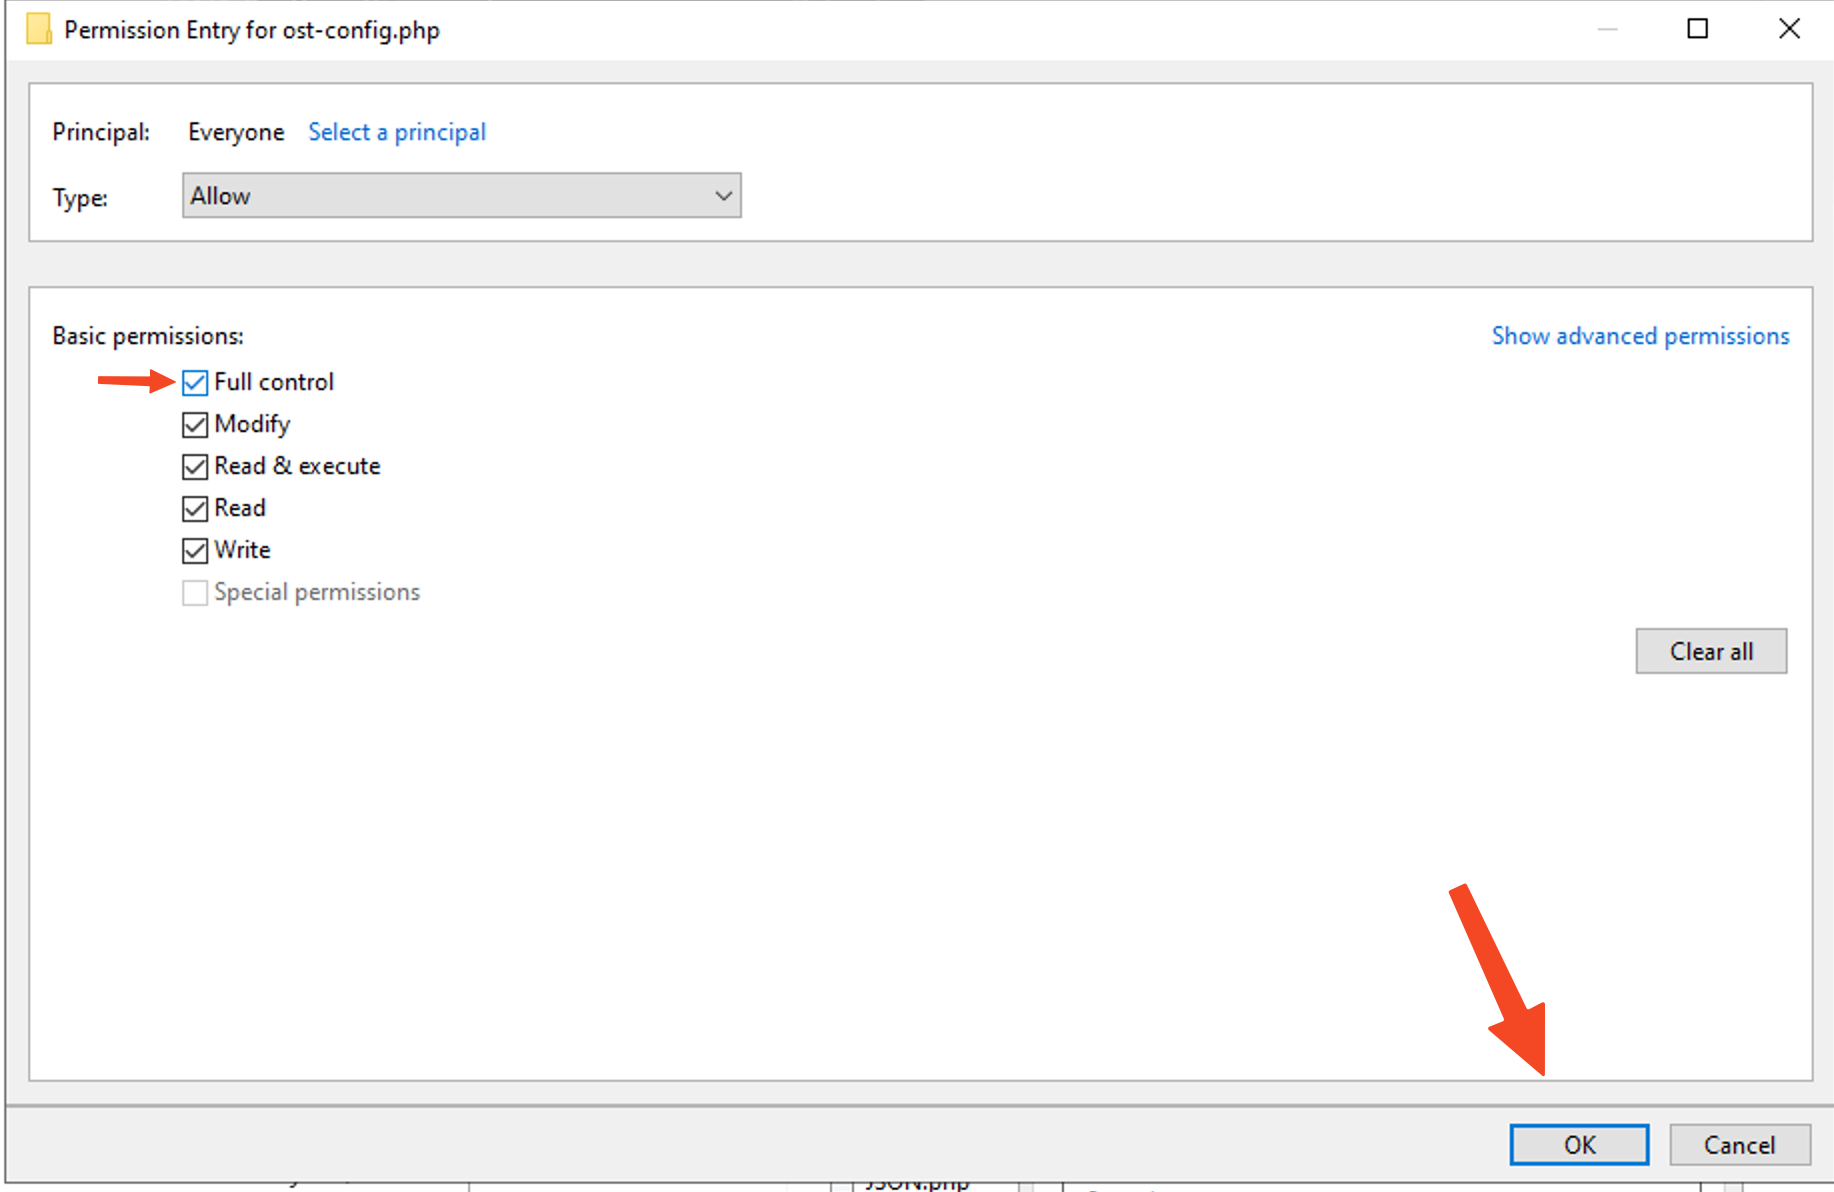 Permission Entry for ost-config.php
Principal: Everyone Select a principal
Type: Allow
Basic permissions: Show advanced permissions
Full control
Modify
Read & execute
Read
Write
Special permissions
Clear all
OK Cancel
JSON.php